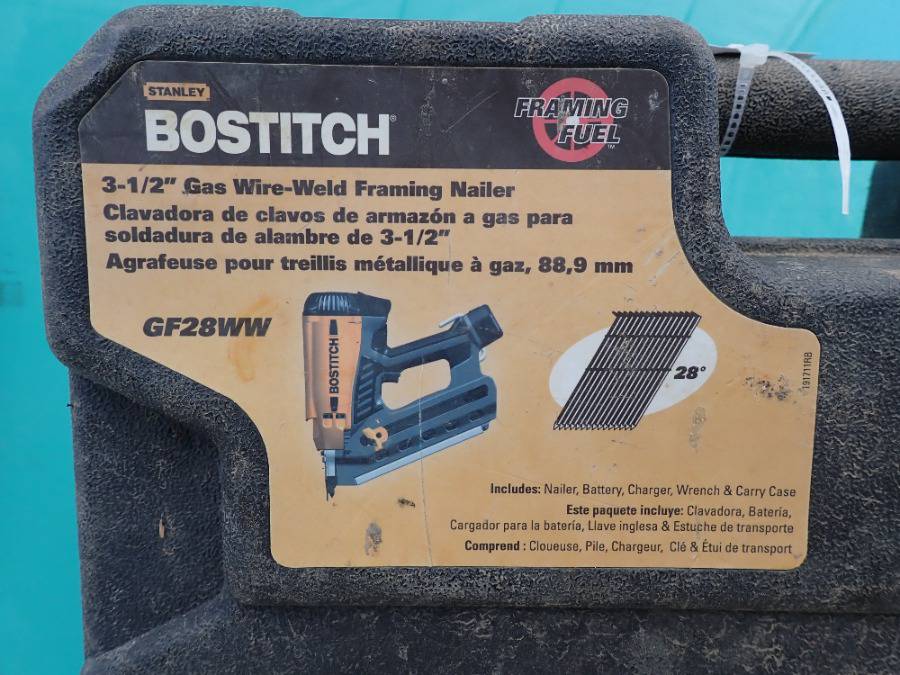 STANLEY
BOSTITCH®
FRAMING
FUEL™
3-1/2" Gas Wire-Weld Framing Nailer
Clavadora de clavos de armazón a gas para
soldadura de alambre de 3-1/2"
Agrafeuse pour treillis métallique à gaz, 88,9 mm
GF28WW
BOSTITCH
28°
191711RB
Includes: Nailer, Battery, Charger, Wrench & Carry Case
Este paquete incluye: Clavadora, Batería,
Cargador para la batería, Llave inglesa & Estuche de transporte
Comprend : Cloueuse, Pile, Chargeur, Clé & Étui de transport